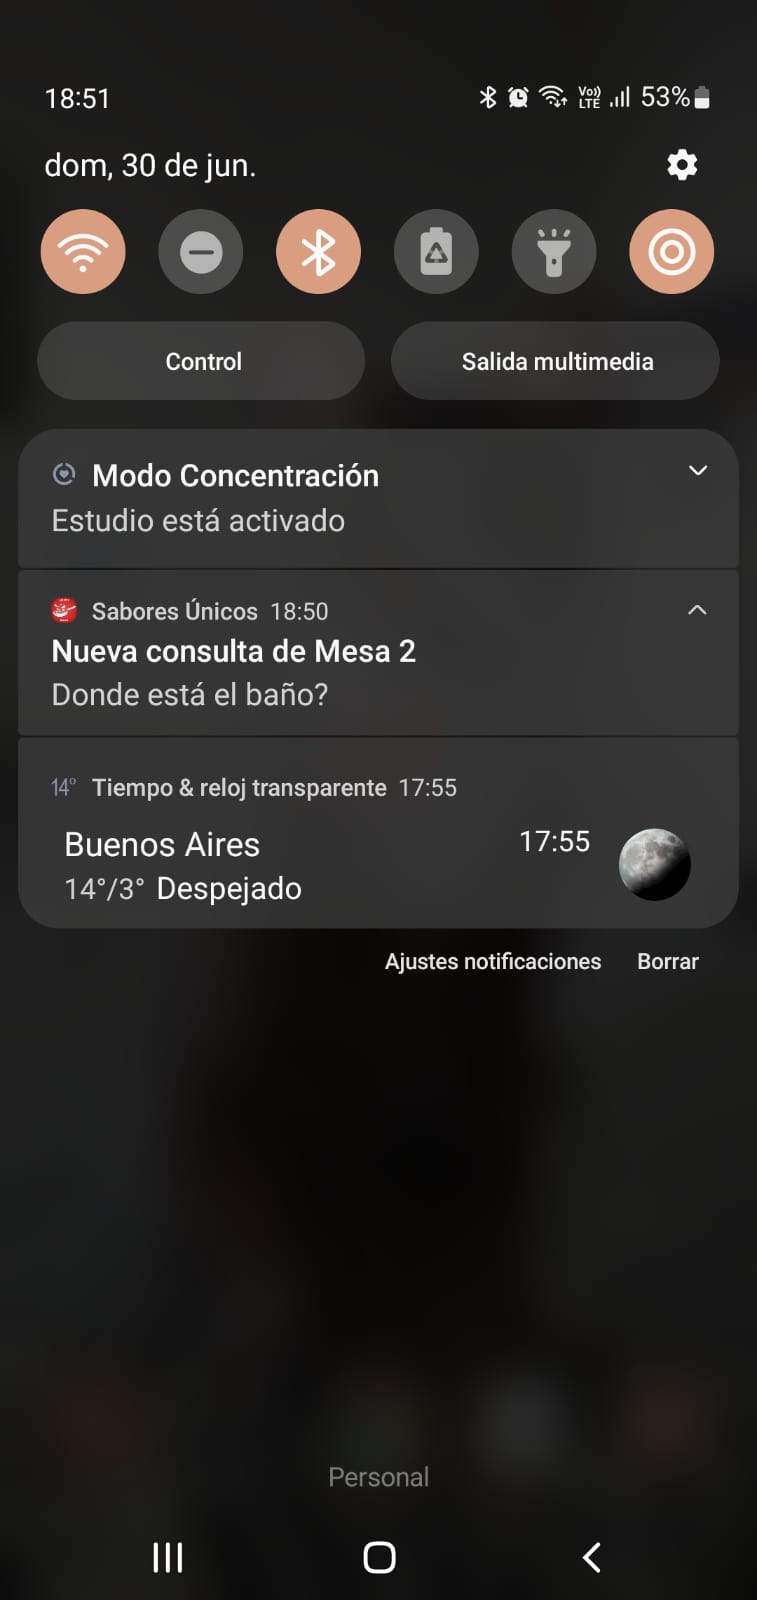 18:51
Vo)) LTE 53%
dom, 30 de jun.
Control
Salida multimedia
Modo Concentración
Estudio está activado
Sabores Únicos 18:50
Nueva consulta de Mesa 2
Donde está el baño?
14° Tiempo & reloj transparente 17:55
Buenos Aires 17:55
14°/3° Despejado
Ajustes notificaciones Borrar
Personal